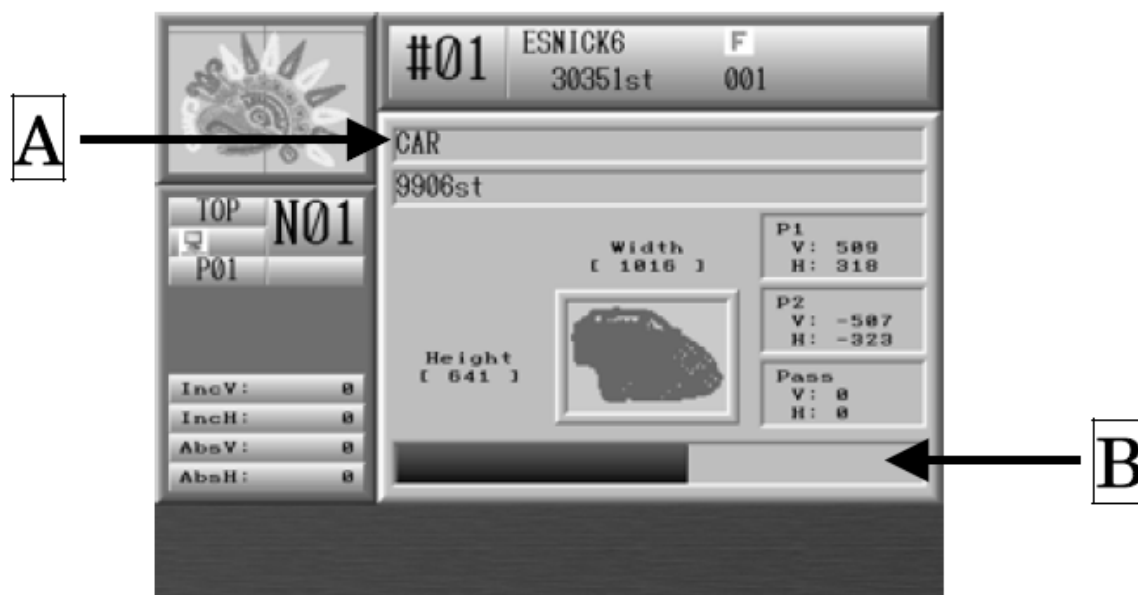 A
B
#01
ESNICK6 F
30351st 001
CAR
9906st
TOP
N01
P01
Width
[ 1016 ]
Height
[ 641 ]
P1
V: 509
H: 318
P2
V: -507
H: -323
Pass
V: 0
H: 0
IncV: 0
IncH: 0
AbsV: 0
AbsH: 0